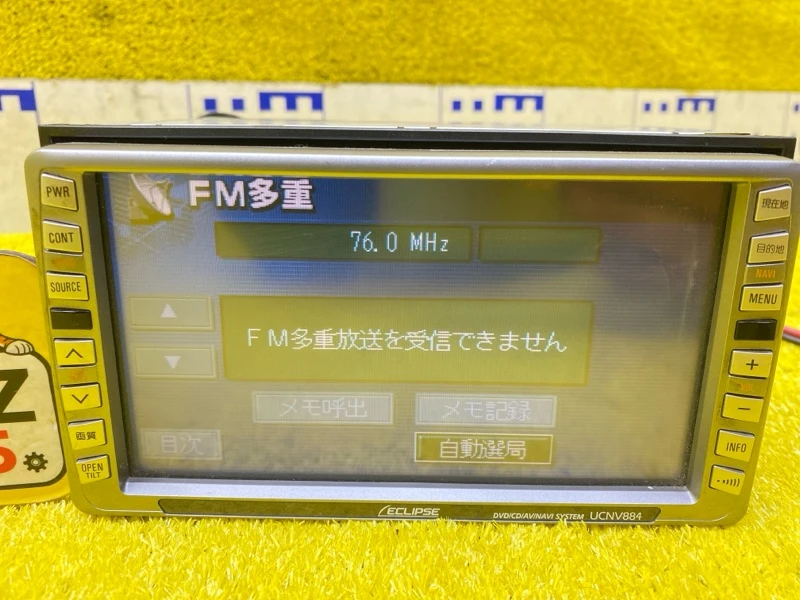 FM多重
76.0 MHz
▲
FM多重放送を受信できません
▼
メモ呼出
メモ記録
目次
自動選局
PWR
CONT
SOURCE
画質
OPEN
TILT
現在地
目的地
NAVI
MENU
+
−
INFO
ECLIPSE
DVD/CD/AV/NAVI SYSTEM UCNV884
Z
5